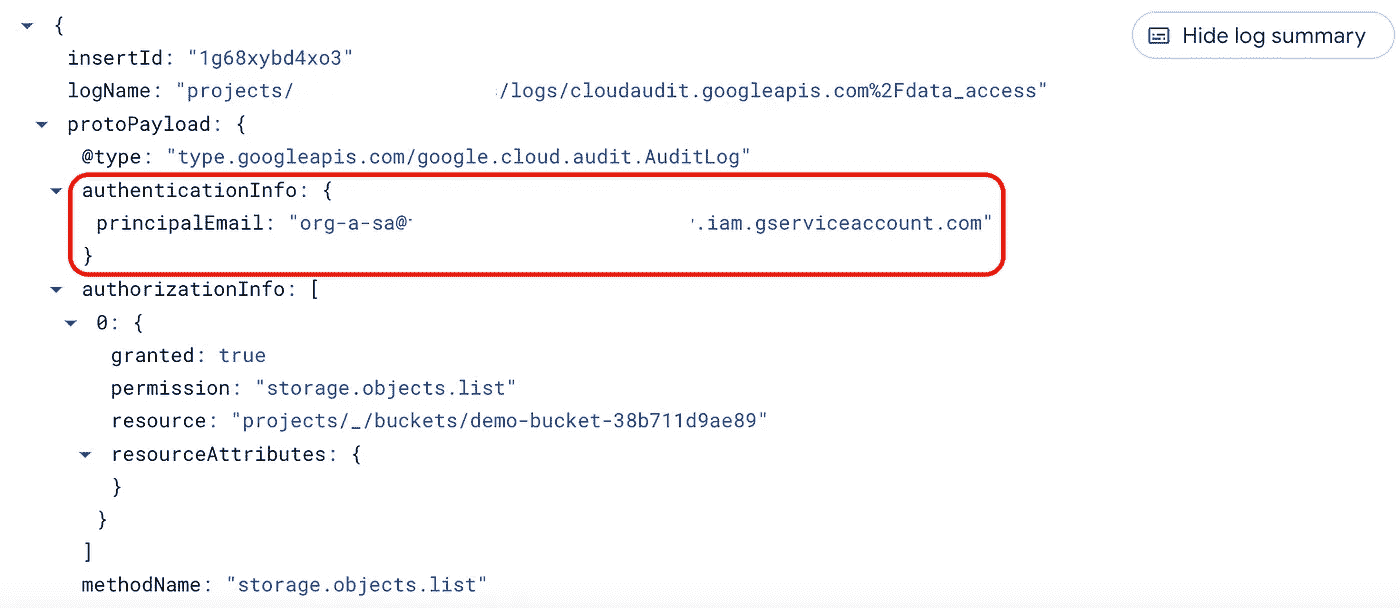 {
Hide log summary
insertId: "1g68xybd4xo3"
logName: "projects/ /logs/cloudaudit.googleapis.com%2Fdata_access"
protoPayload: {
@type: "type.googleapis.com/google.cloud.audit.AuditLog"
authenticationInfo: {
principalEmail: "org-a-sa@ .iam.gserviceaccount.com"
}
authorizationInfo: [
0: {
granted: true
permission: "storage.objects.list"
resource: "projects/_/buckets/demo-bucket-38b711d9ae89"
resourceAttributes: {
}
}
]
methodName: "storage.objects.list"